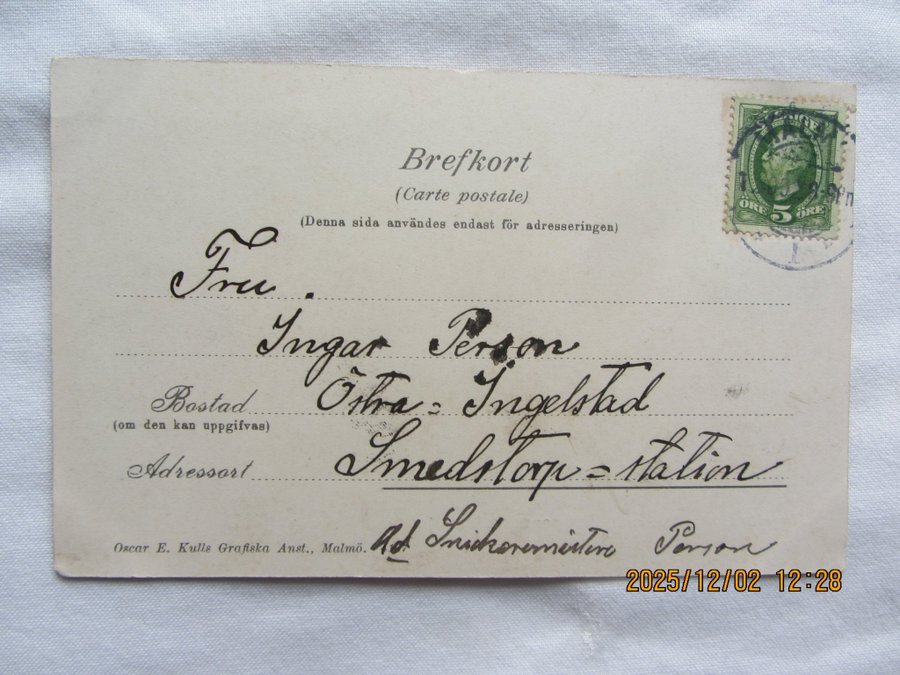 Brefkort
(Carte postale)
(Denna sida användes endast för adresseringen)
ÖRE 5 ÖRE
Fru.
Ingar Person
Bostad Östra = Ingelstad
(om den kan uppgifvas)
Adressort Smedstorp = station
Oscar E. Kulls Grafiska Anst., Malmö. Ad. Snickaremästare Person
2025/12/02 12:28